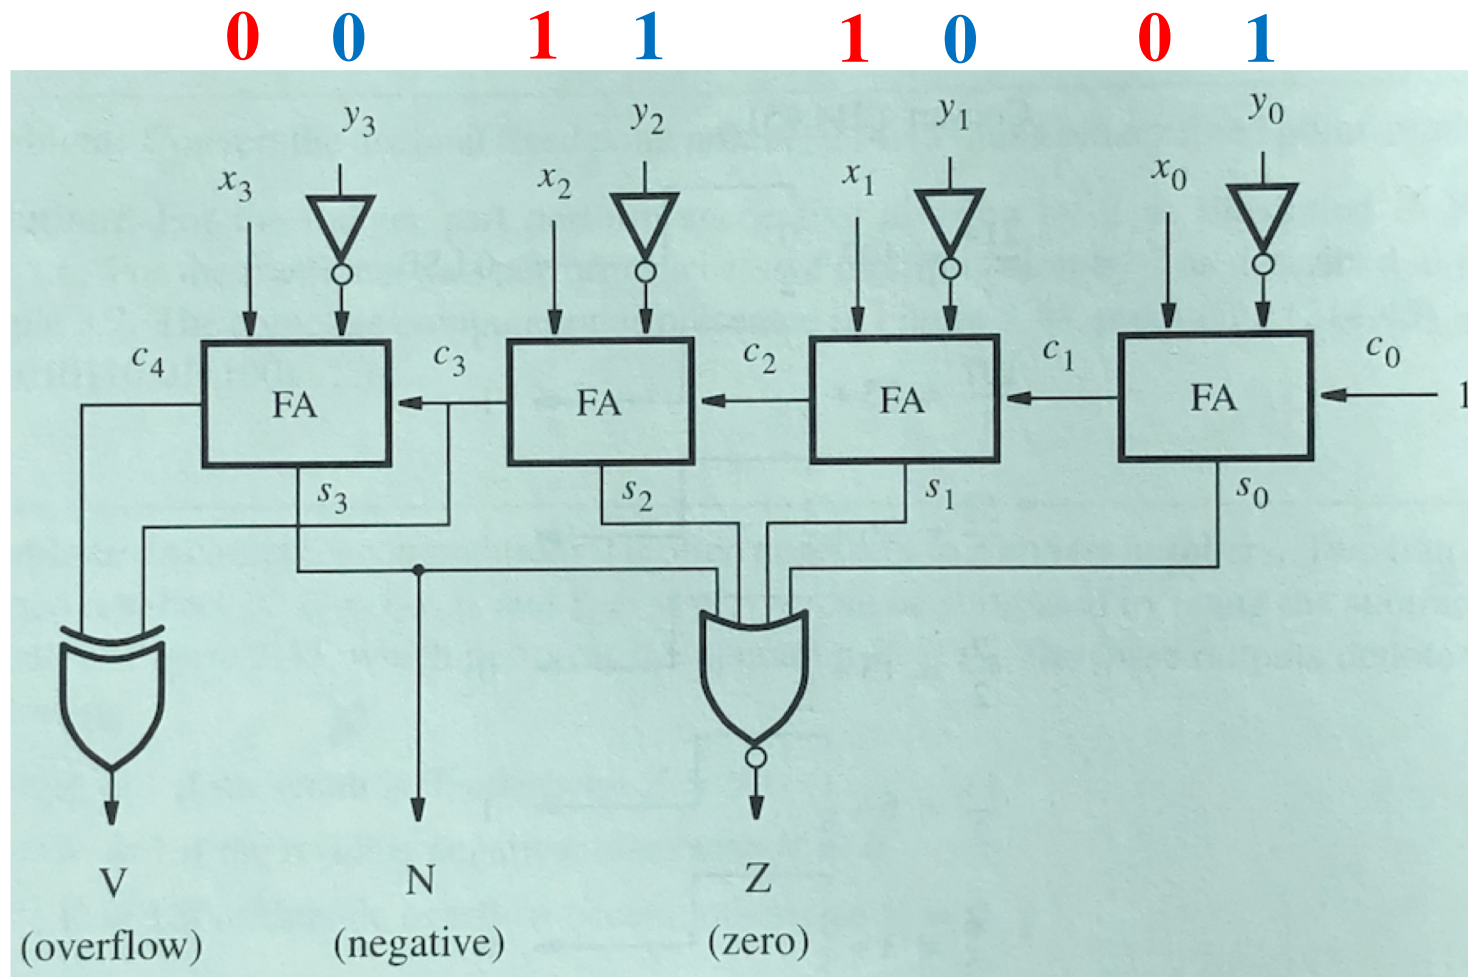 0 0 1 1 1 0 0 1
y3 y2 y1 y0
x3 x2 x1 x0
c4 c3 c2 c1 c0
FA FA FA FA 1
s3 s2 s1 s0
V N Z
(overflow) (negative) (zero)